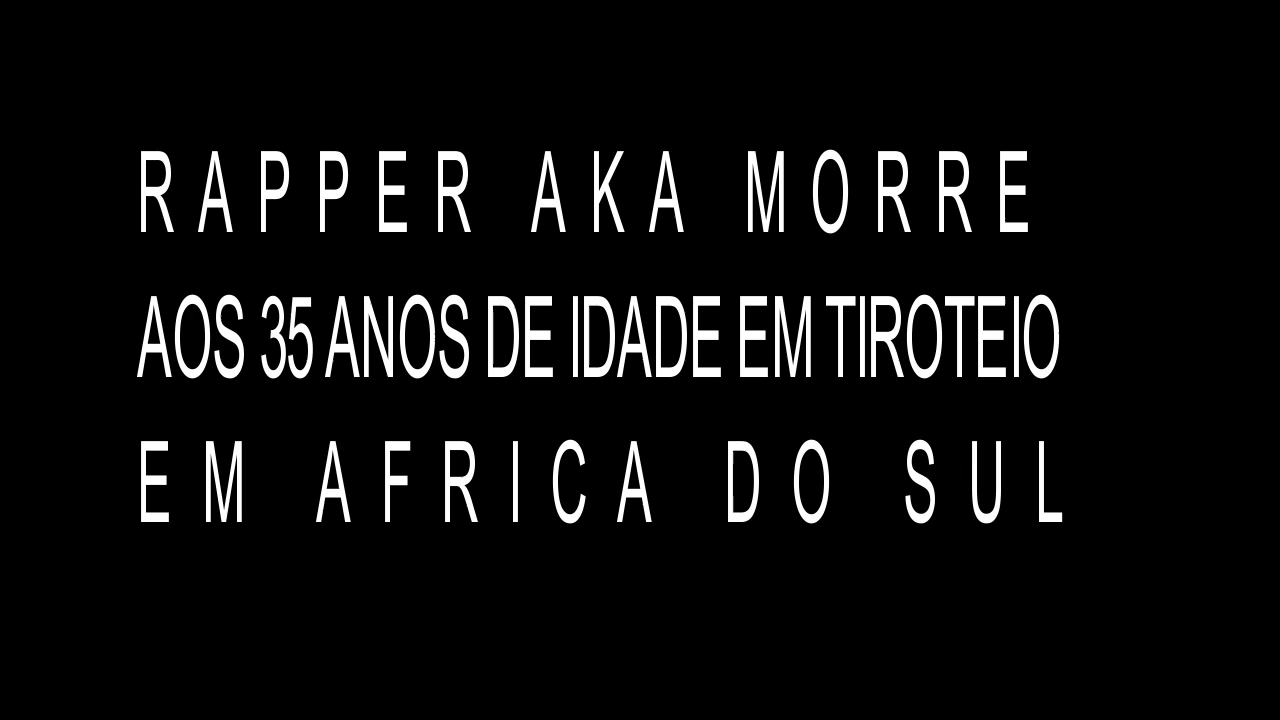 RAPPER AKA MORRE
AOS 35 ANOS DE IDADE EM TIROTEIO
EM AFRICA DO SUL